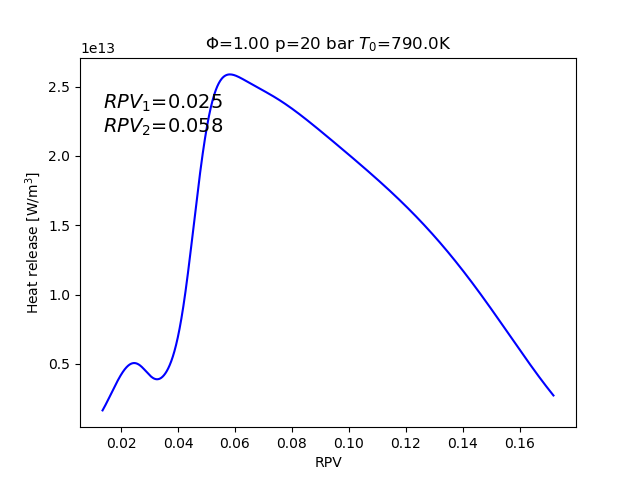 Φ=1.00 p=20 bar T₀=790.0K
1e13
RPV₁=0.025
RPV₂=0.058
2.5
2.0
1.5
1.0
0.5
Heat release [W/m³]
0.02 0.04 0.06 0.08 0.10 0.12 0.14 0.16
RPV